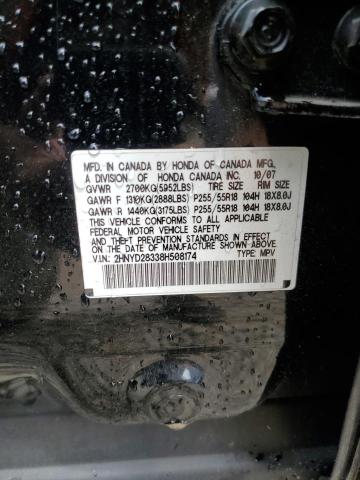 MFD. IN CANADA BY HONDA OF CANADA MFG.,
A DIVISION OF HONDA CANADA INC. 10/07
GVWR 2700KG(5952LBS) TIRE SIZE RIM SIZE
GAWR F 1310KG(2888LBS) P255/55R18 104H 18X8.0J
GAWR R 1440KG(3175LBS) P255/55R18 104H 18X8.0J
THIS VEHICLE CONFORMS TO ALL APPLICABLE
FEDERAL MOTOR VEHICLE SAFETY
AND THEFT PREVENTION STANDARDS IN EFFECT
ON THE DATE OF MANUFACTURE SHOWN ABOVE.
V.I.N: 2HNYD28338H508174 TYPE: MPV